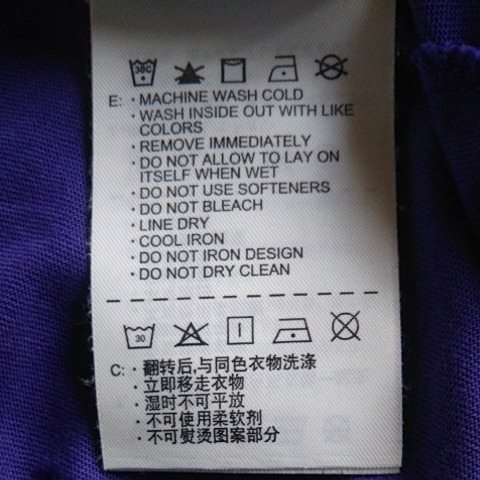 30C
E: · MACHINE WASH COLD
· WASH INSIDE OUT WITH LIKE
COLORS
· REMOVE IMMEDIATELY
· DO NOT ALLOW TO LAY ON
ITSELF WHEN WET
· DO NOT USE SOFTENERS
· DO NOT BLEACH
· LINE DRY
· COOL IRON
· DO NOT IRON DESIGN
· DO NOT DRY CLEAN
30
C: · 翻转后,与同色衣物洗涤
· 立即移走衣物
· 湿时不可平放
· 不可使用柔软剂
· 不可熨烫图案部分